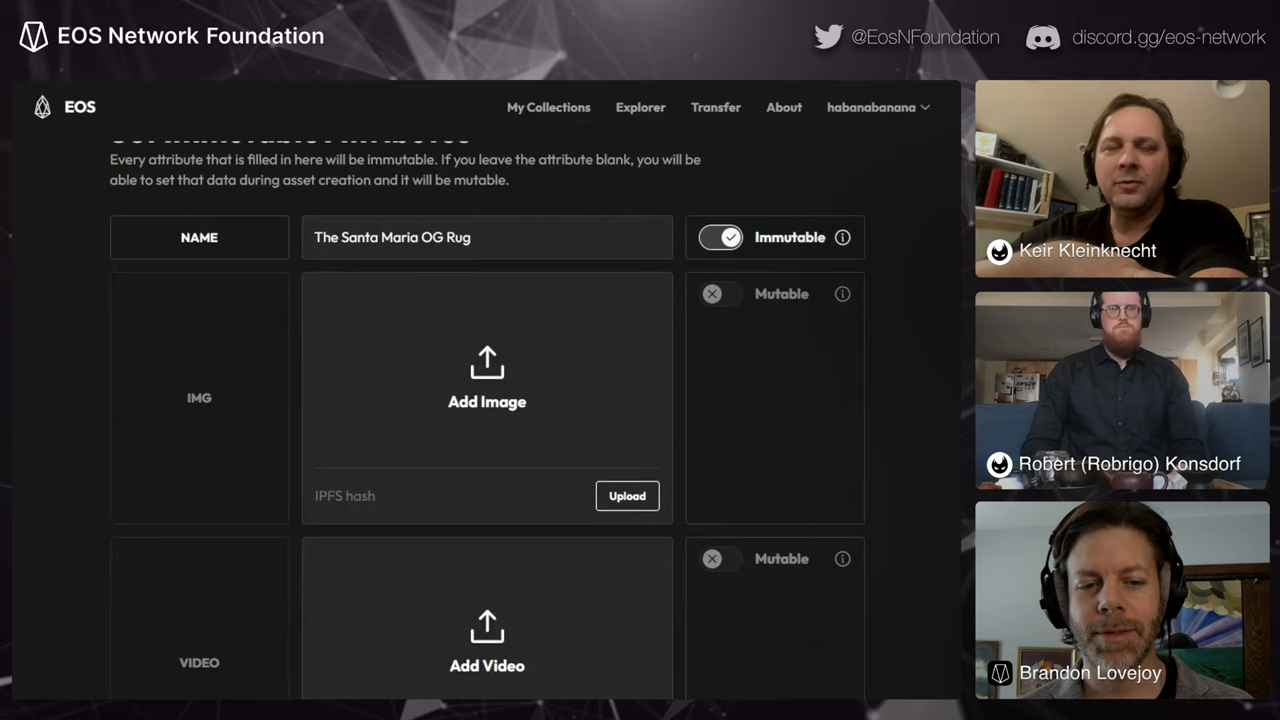 EOS Network Foundation
@EosNFoundation
discord.gg/eos-network
EOS
My Collections
Explorer
Transfer
About
habanabanana
Every attribute that is filled in here will be immutable. If you leave the attribute blank, you will be
able to set that data during asset creation and it will be mutable.
NAME
The Santa Maria OG Rug
Immutable
IMG
Add Image
IPFS hash
Upload
Mutable
VIDEO
Add Video
Mutable
Keir Kleinknecht
Robert (Robrigo) Konsdorf
Brandon Lovejoy